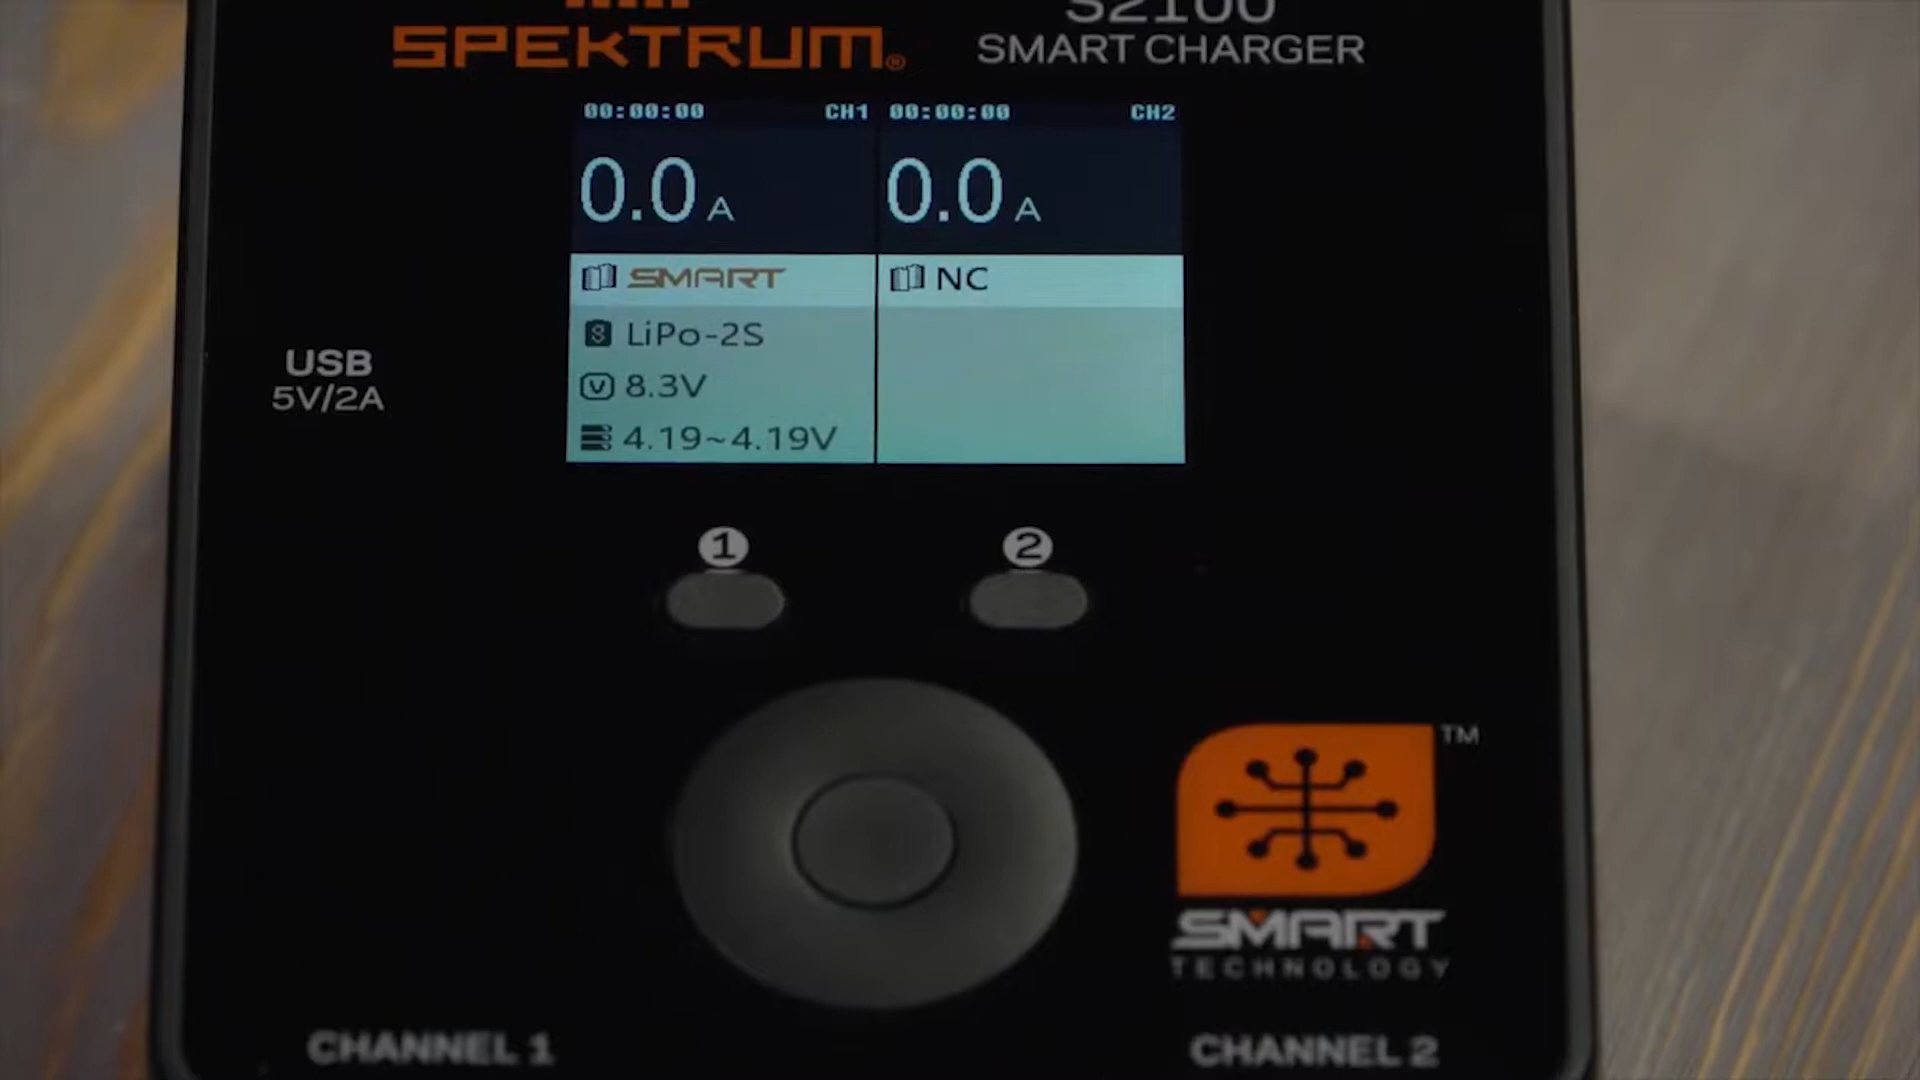 SPEKTRUM®
S2100
SMART CHARGER
00:00:00 CH1
00:00:00 CH2
0.0 A
0.0 A
SMART
NC
LiPo-2S
8.3V
4.19~4.19V
USB
5V/2A
1
2
TM
SMART
TECHNOLOGY
CHANNEL 1
CHANNEL 2